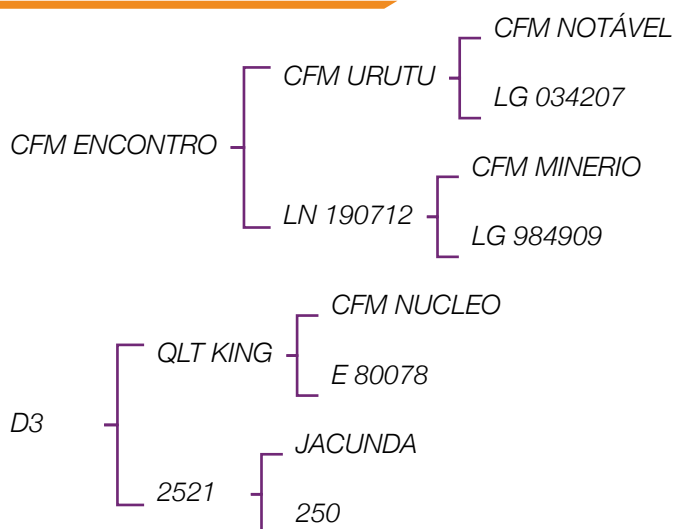 CFM NOTÁVEL
CFM URUTU
LG 034207
CFM ENCONTRO
CFM MINERIO
LN 190712
LG 984909
CFM NUCLEO
QLT KING
E 80078
D3
JACUNDA
2521
250